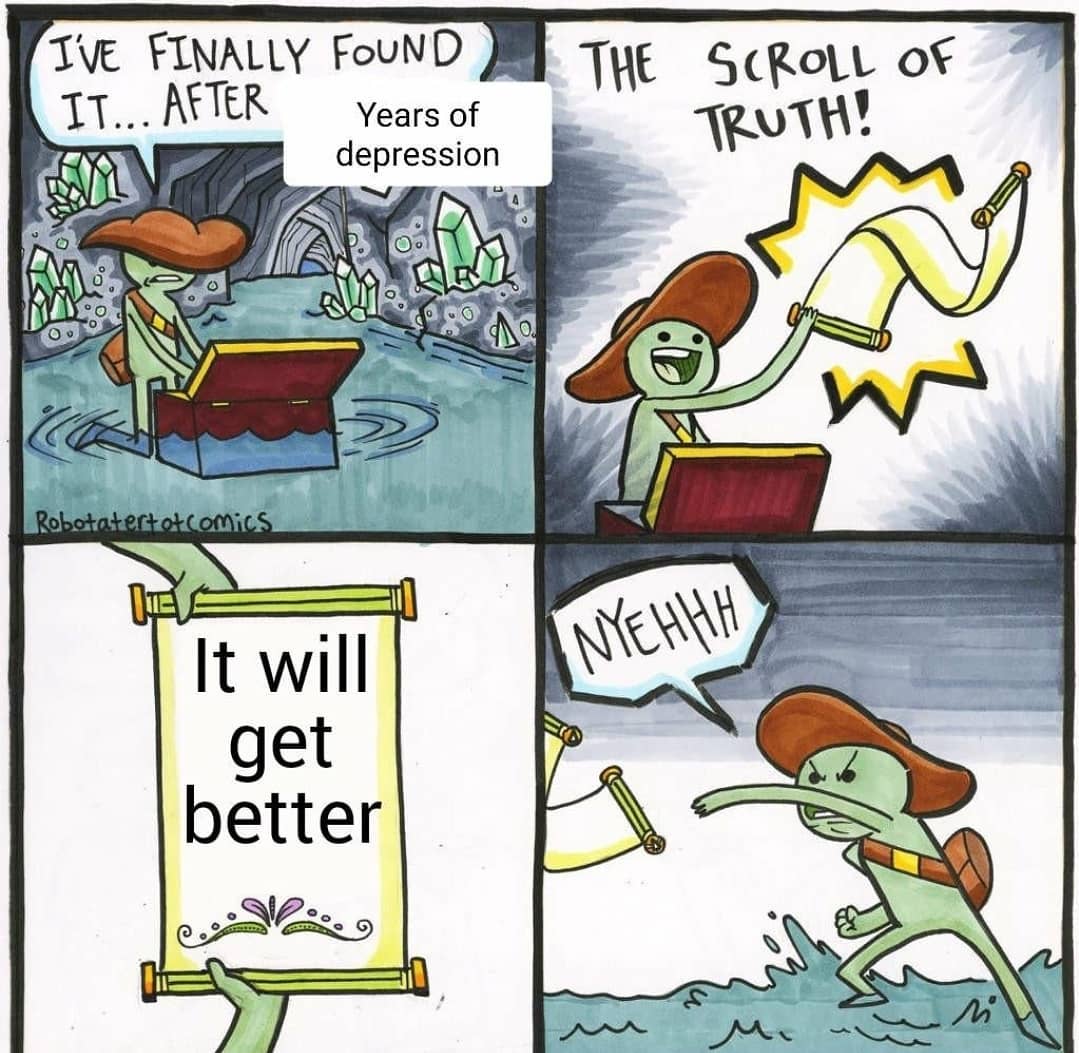 I'VE FINALLY FOUND
IT... AFTER
Years of
depression
THE SCROLL OF
TRUTH!
Robotatertotcomics
It will
get
better
NYEHHH